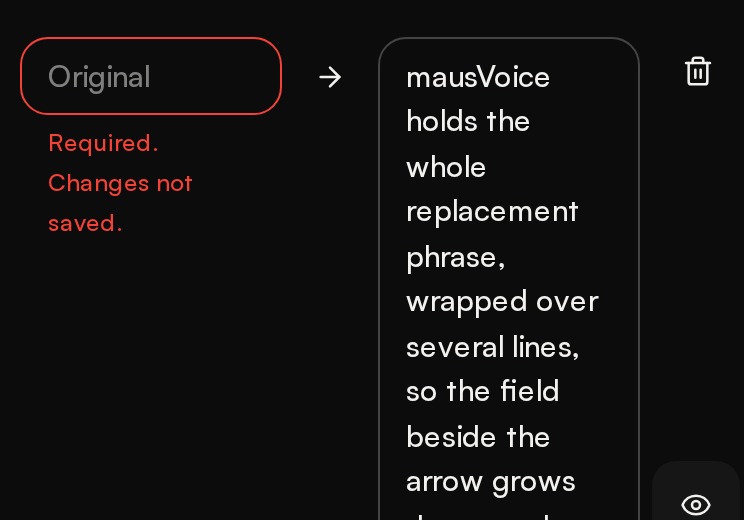 Original
Required.
Changes not
saved.
mausVoice
holds the
whole
replacement
phrase,
wrapped over
several lines,
so the field
beside the
arrow grows